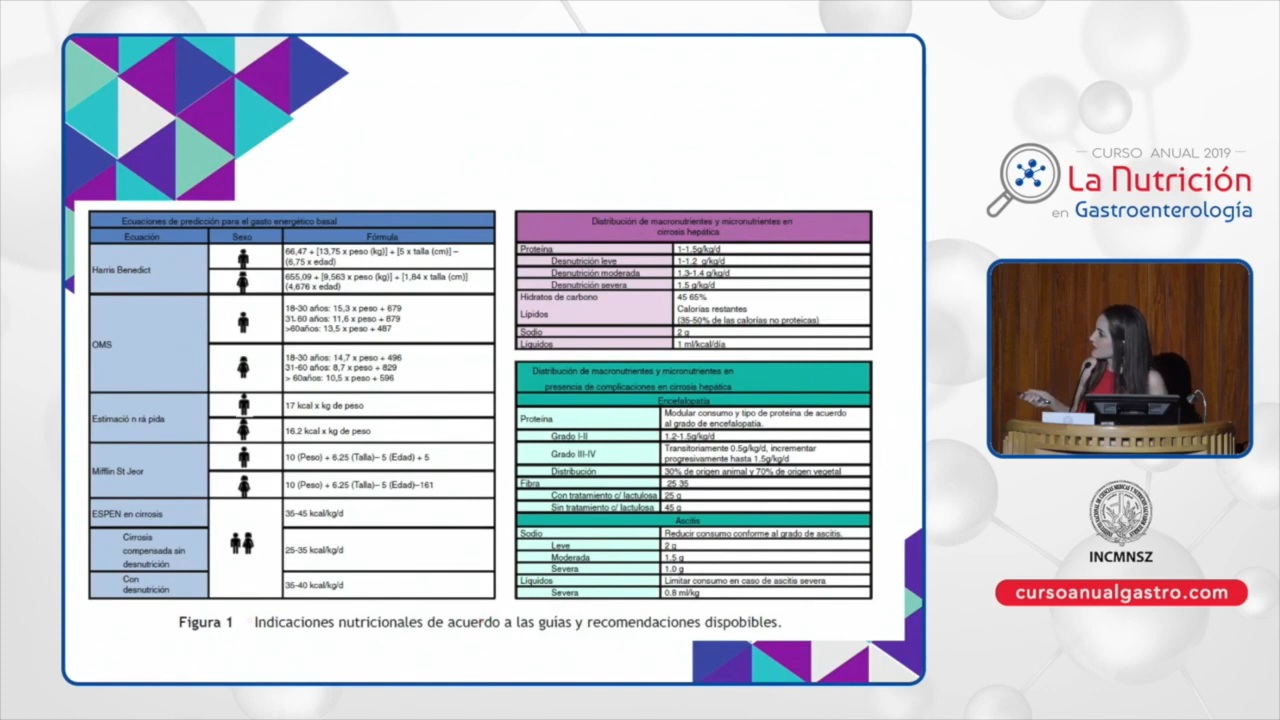 Ecuaciones de predicción para el gasto energético basal
Ecuación Sexo Fórmula
Harris Benedict
66,47 + [13,75 x peso (kg)] + [5 x talla (cm)] –
(6,75 x edad)
655,09 + [9,563 x peso (kg)] + [1,84 x talla (cm)]
(4,676 x edad)
OMS
18-30 años: 15,3 x peso + 679
31-60 años: 11,6 x peso + 879
>60años: 13,5 x peso + 487
18-30 años: 14,7 x peso + 496
31-60 años: 8,7 x peso + 829
> 60años: 10,5 x peso + 596
Estimació n rá pida
17 kcal x kg de peso
16.2 kcal x kg de peso
Mifflin St Jeor
10 (Peso) + 6.25 (Talla)– 5 (Edad) + 5
10 (Peso) + 6.25 (Talla)– 5 (Edad)–161
ESPEN en cirrosis 35-45 kcal/kg/d
Cirrosis
compensada sin
desnutrición
25-35 kcal/kg/d
Con
desnutrición
35-40 kcal/kg/d
Distribución de macronutrientes y micronutrientes en
cirrosis hepática
Proteína 1-1.5g/kg/d
Desnutrición leve 1-1.2 g/kg/d
Desnutrición moderada 1.3-1.4 g/kg/d
Desnutrición severa 1.5 g/kg/d
Hidratos de carbono 45 65%
Lípidos Calorías restantes
(35-50% de las calorías no proteicas)
Sodio 2 g
Líquidos 1 ml/kcal/día
Distribución de macronutrientes y micronutrientes en
presencia de complicaciones en cirrosis hepática
Encefalopatía
Proteína Modular consumo y tipo de proteína de acuerdo
al grado de encefalopatía.
Grado I-II 1.2-1.5g/kg/d
Grado III-IV Transitoriamente 0.5g/kg/d, incrementar
progresivamente hasta 1.5g/kg/d
Distribución 30% de origen animal y 70% de origen vegetal
Fibra 25 35
Con tratamiento c/ lactulosa 25 g
Sin tratamiento c/ lactulosa 45 g
Ascitis
Sodio Reducir consumo conforme al grado de ascitis.
Leve 2 g
Moderada 1.5 g
Severa 1.0 g
Líquidos Limitar consumo en caso de ascitis severa
Severa 0.8 ml/kg
Figura 1 Indicaciones nutricionales de acuerdo a las guías y recomendaciones dispobibles.
CURSO ANUAL 2019
La Nutrición
en Gastroenterología
INCMNSZ
cursoanualgastro.com